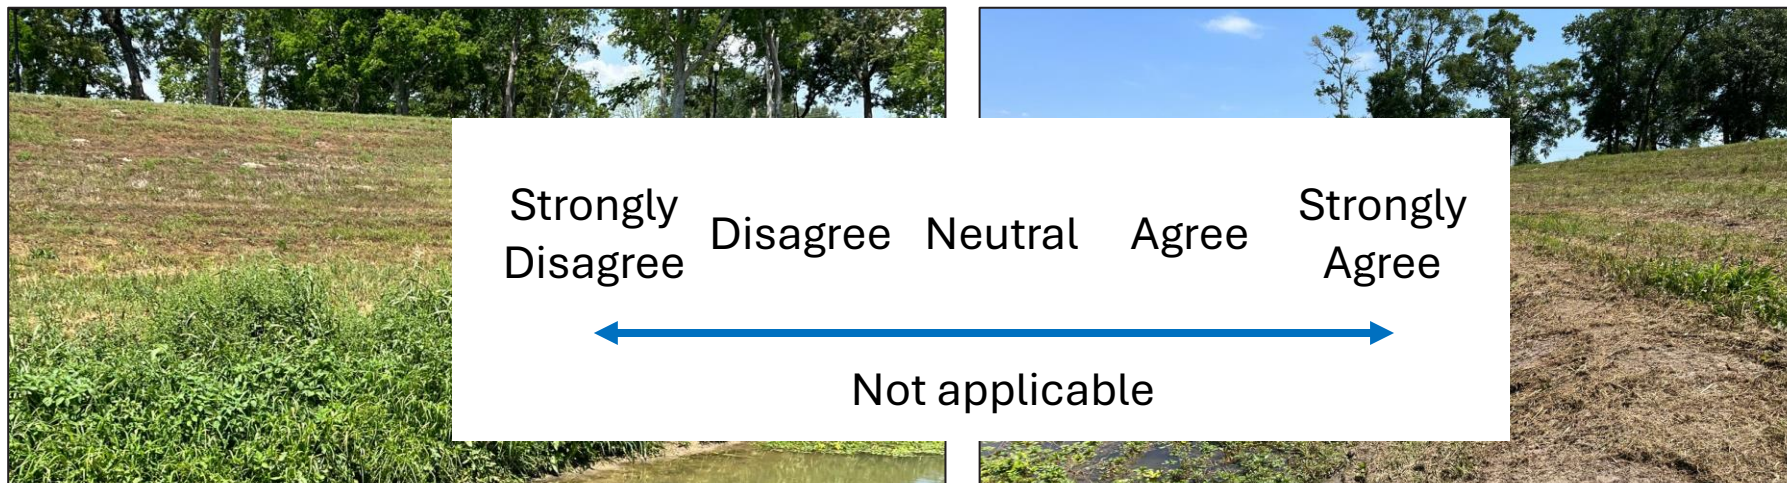 Strongly Disagree
Disagree
Neutral
Agree
Strongly Agree
Not applicable